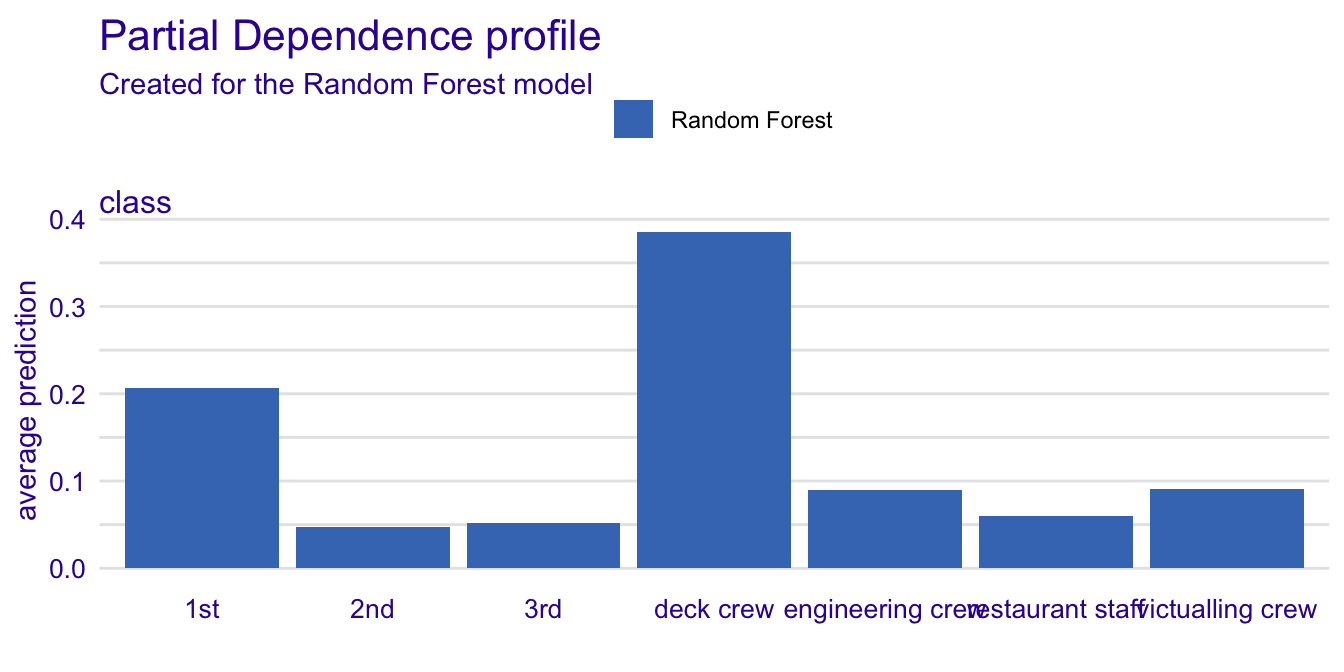 Partial Dependence profile
Created for the Random Forest model
Random Forest
class
average prediction
0.4
0.3
0.2
0.1
0.0
1st 2nd 3rd deck crew engineering crew restaurant staff victualling crew